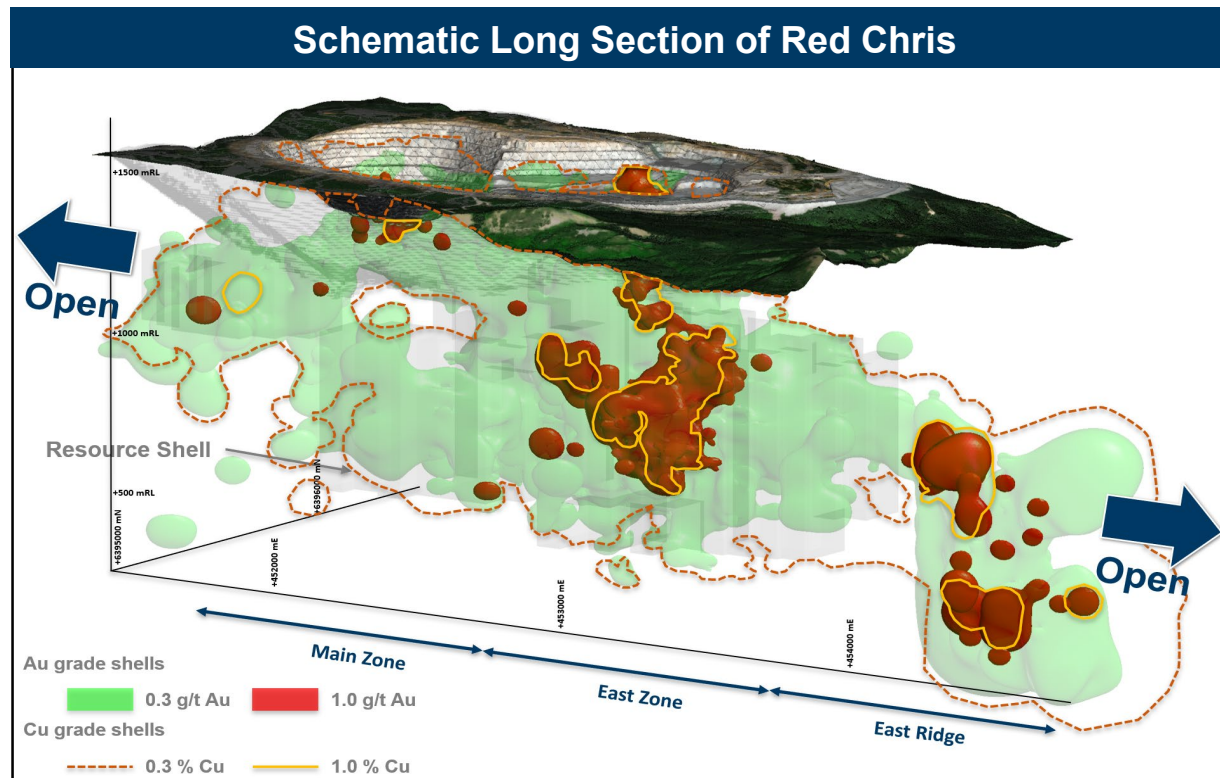 Schematic Long Section of Red Chris
+1500 mRL
Open
+1000 mRL
Resource Shell
+500 mRL
+6396000 mN
+6395000 mN
+452000 mE
+453000 mE
+454000 mE
Open
Main Zone
East Zone
East Ridge
Au grade shells
0.3 g/t Au 1.0 g/t Au
Cu grade shells
0.3 % Cu 1.0 % Cu